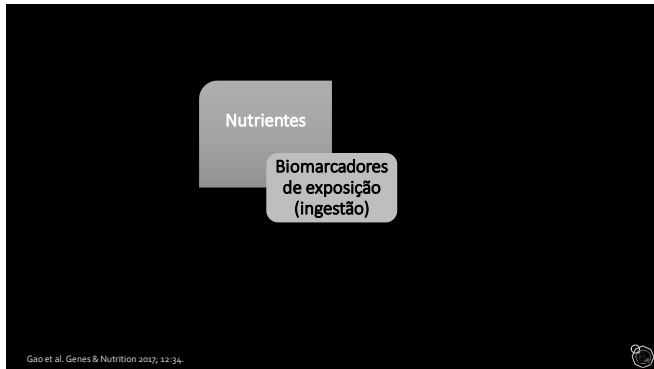 Nutrientes
Biomarcadores
de exposição
(ingestão)
Gao et al. Genes & Nutrition 2017; 12:34.